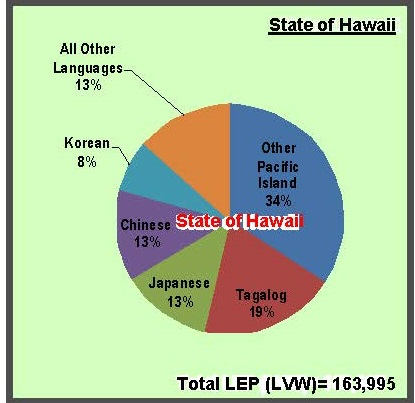 State of Hawaii
All Other
Languages
13%
Korean
8%
Other
Pacific
Island
34%
Chinese
13%
State of Hawaii
Japanese
13%
Tagalog
19%
Total LEP (LVW)= 163,995